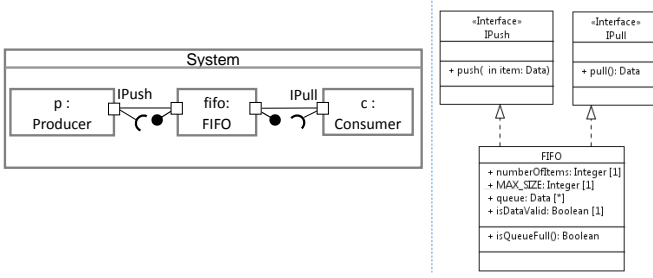 System
IPush
IPull
p :
Producer
fifo:
FIFO
c :
Consumer
«Interface»
IPush
+ push( in item: Data)
«Interface»
IPull
+ pull(): Data
FIFO
+ numberOfItems: Integer [1]
+ MAX_SIZE: Integer [1]
+ queue: Data [*]
+ isDataValid: Boolean [1]
+ isQueueFull(): Boolean